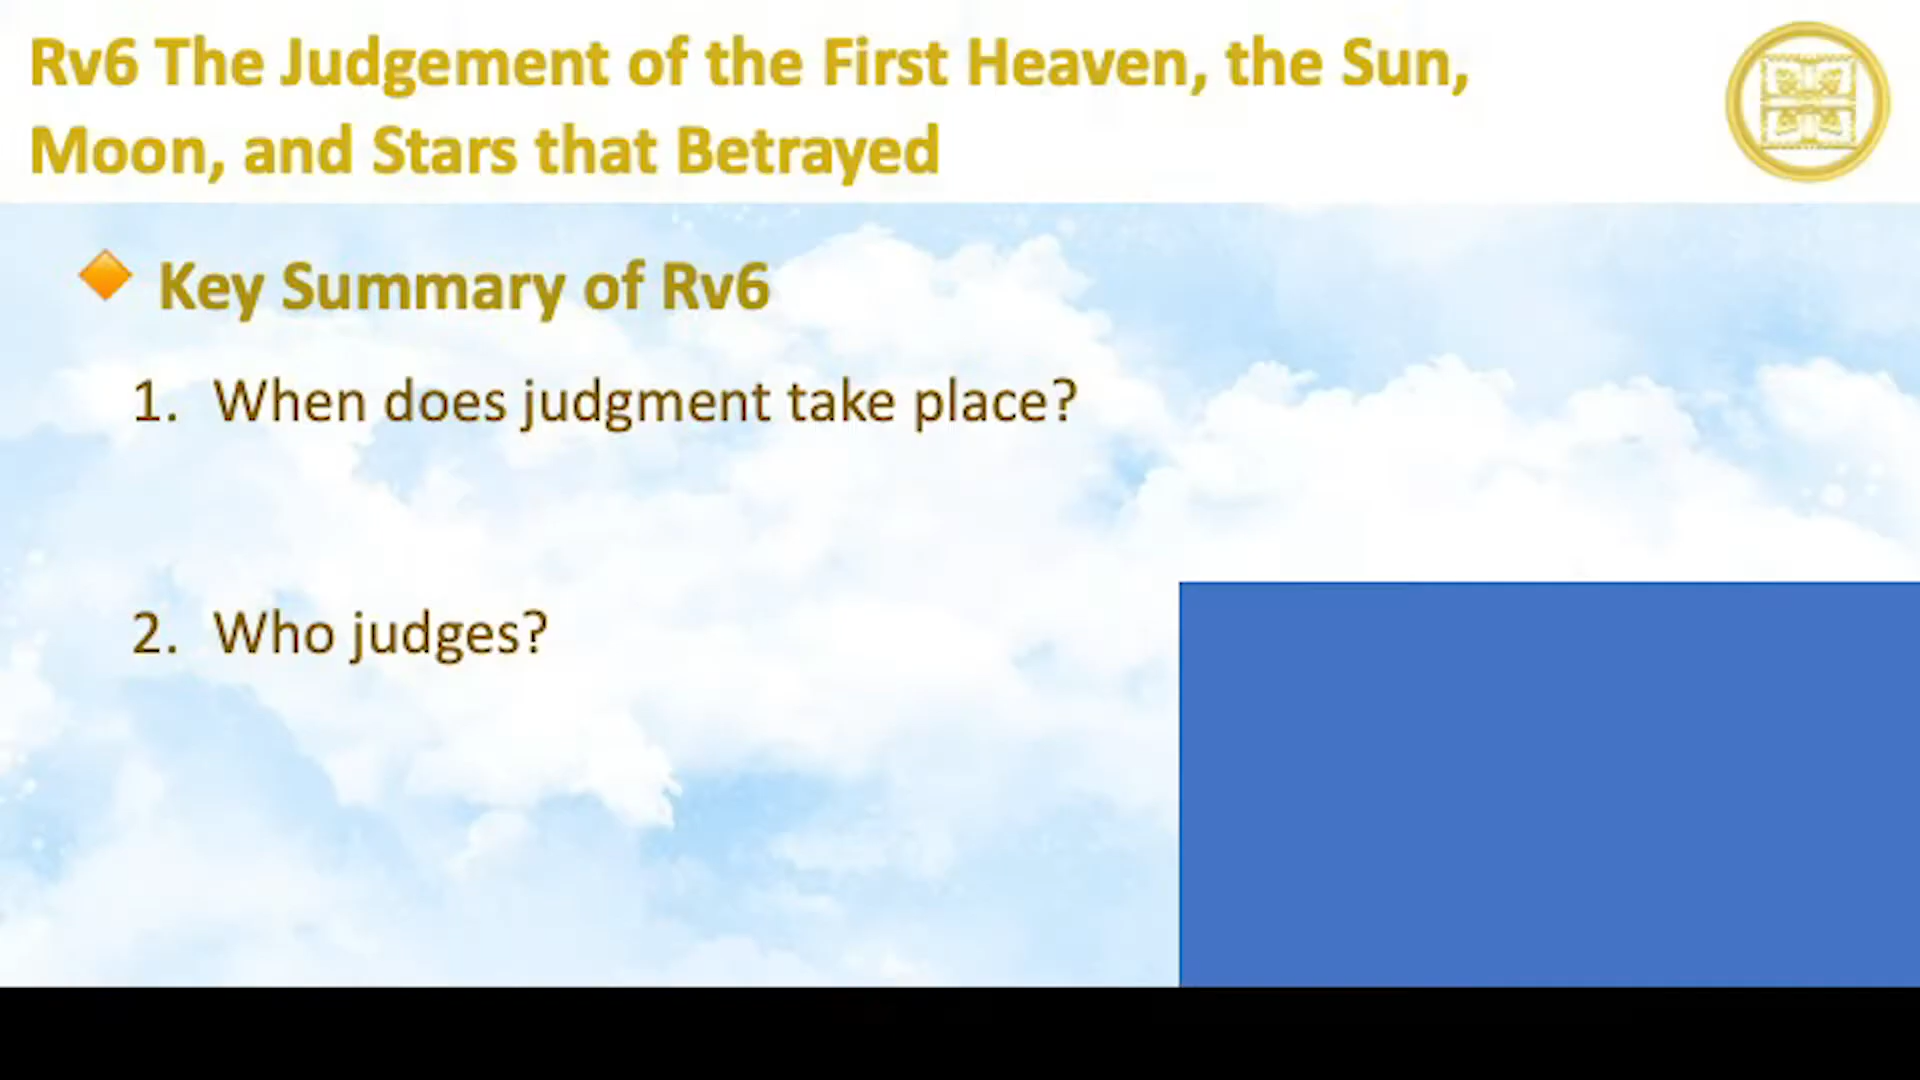 Rv6 The Judgement of the First Heaven, the Sun,
Moon, and Stars that Betrayed
Key Summary of Rv6
1. When does judgment take place?
2. Who judges?